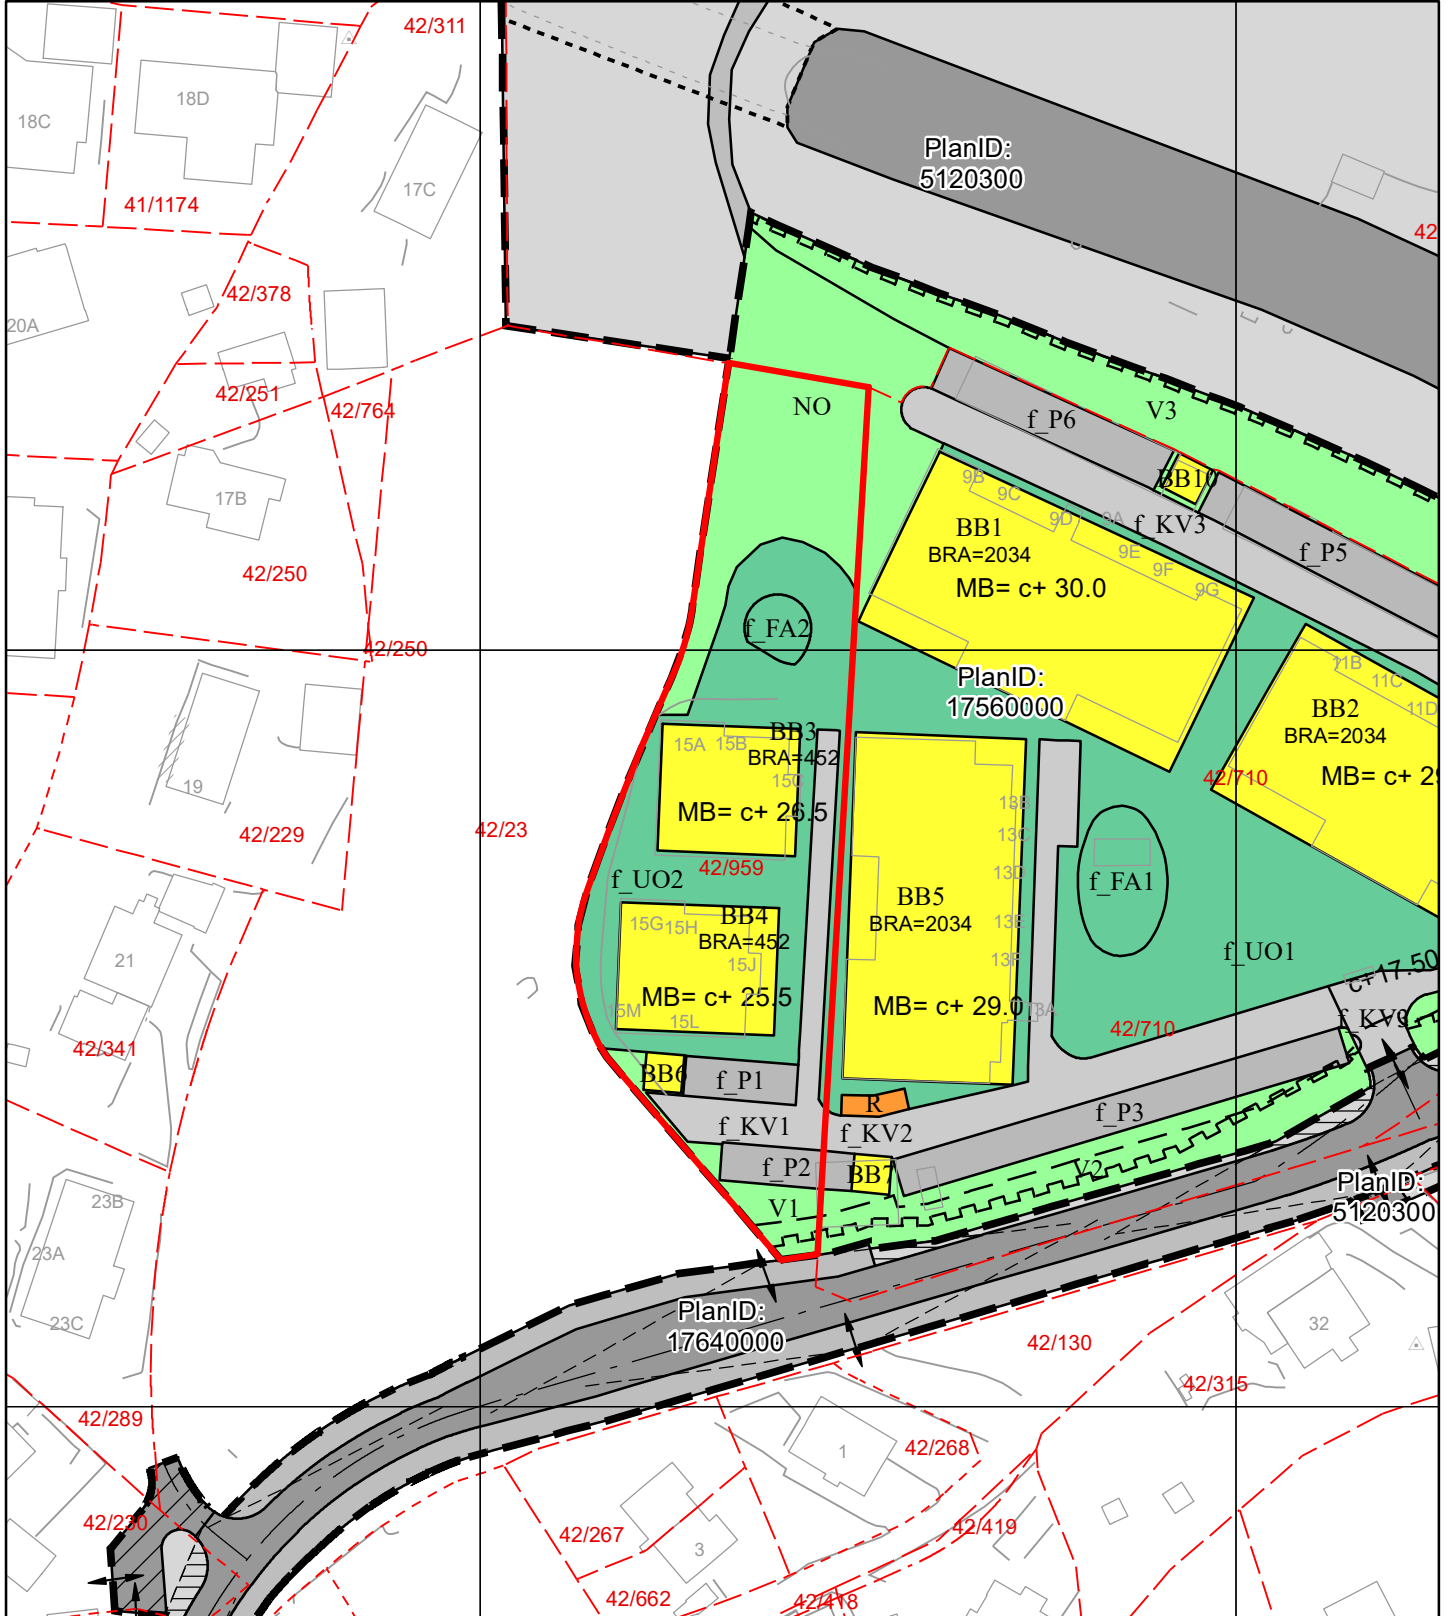 42/311
18D
18C
17C
41/1174
PlanID:
5120300
42
42/378
20A
42/251
42/764
NO
V3
f_P6
BB10
17B
9B
9C
9D
9A
f_KV3
f_P5
BB1
BRA=2034
9E
9F
9G
MB= c+ 30.0
42/250
f_FA2
42/250
11B
11C
11D
PlanID:
17560000
BB2
BRA=2034
42/710
MB= c+ 29
15A
15B
BB3
BRA=452
15C
MB= c+ 26.5
19
42/229
42/23
13B
13C
13D
13E
13F
13A
42/959
f_UO2
BB5
BRA=2034
f_FA1
15G
15H
BB4
BRA=452
15J
MB= c+ 25.5
15M
15L
MB= c+ 29.0
f_UO1
c+17.50
21
42/341
42/710
f_KV3
BB6
f_P1
R
f_P3
f_KV1
f_KV2
f_P2
BB7
V2
V1
PlanID:
5120300
23B
23A
23C
PlanID:
17640000
32
42/130
42/315
42/289
1
42/268
42/230
42/267
3
42/419
42/662
42/418